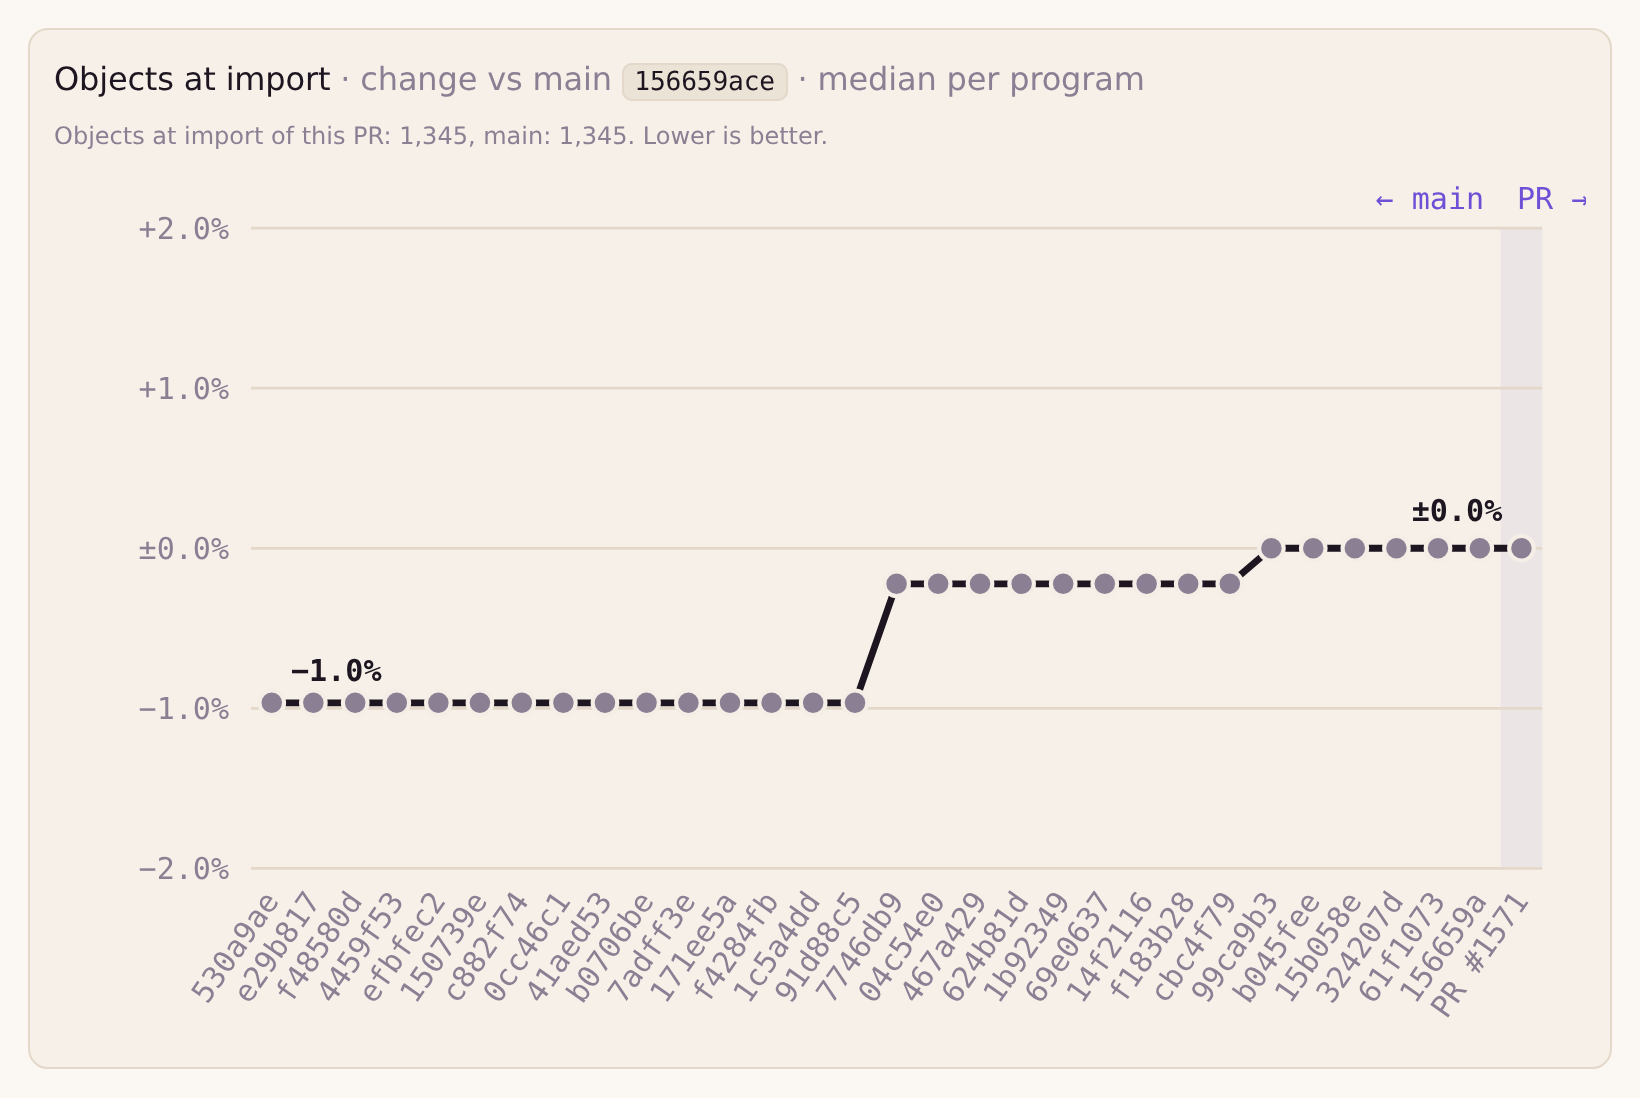 Objects at import · change vs main 156659ace · median per program
Objects at import of this PR: 1,345, main: 1,345. Lower is better.
← main PR →
+2.0%
+1.0%
±0.0%
−1.0%
−2.0%
−1.0%
±0.0%
530a9ae
e29b817
f48580d
4459f53
efbfec2
150739e
c882f74
0cc46c1
41aed53
b0706be
7adff3e
171ee5a
f4284fb
1c5a4dd
91d88c5
7746db9
04c54e0
467a429
624b81d
1b92349
69e0637
14f2116
f183b28
cbc4f79
99ca9b3
b045fee
15b058e
324207d
61f1073
156659a
PR #1571